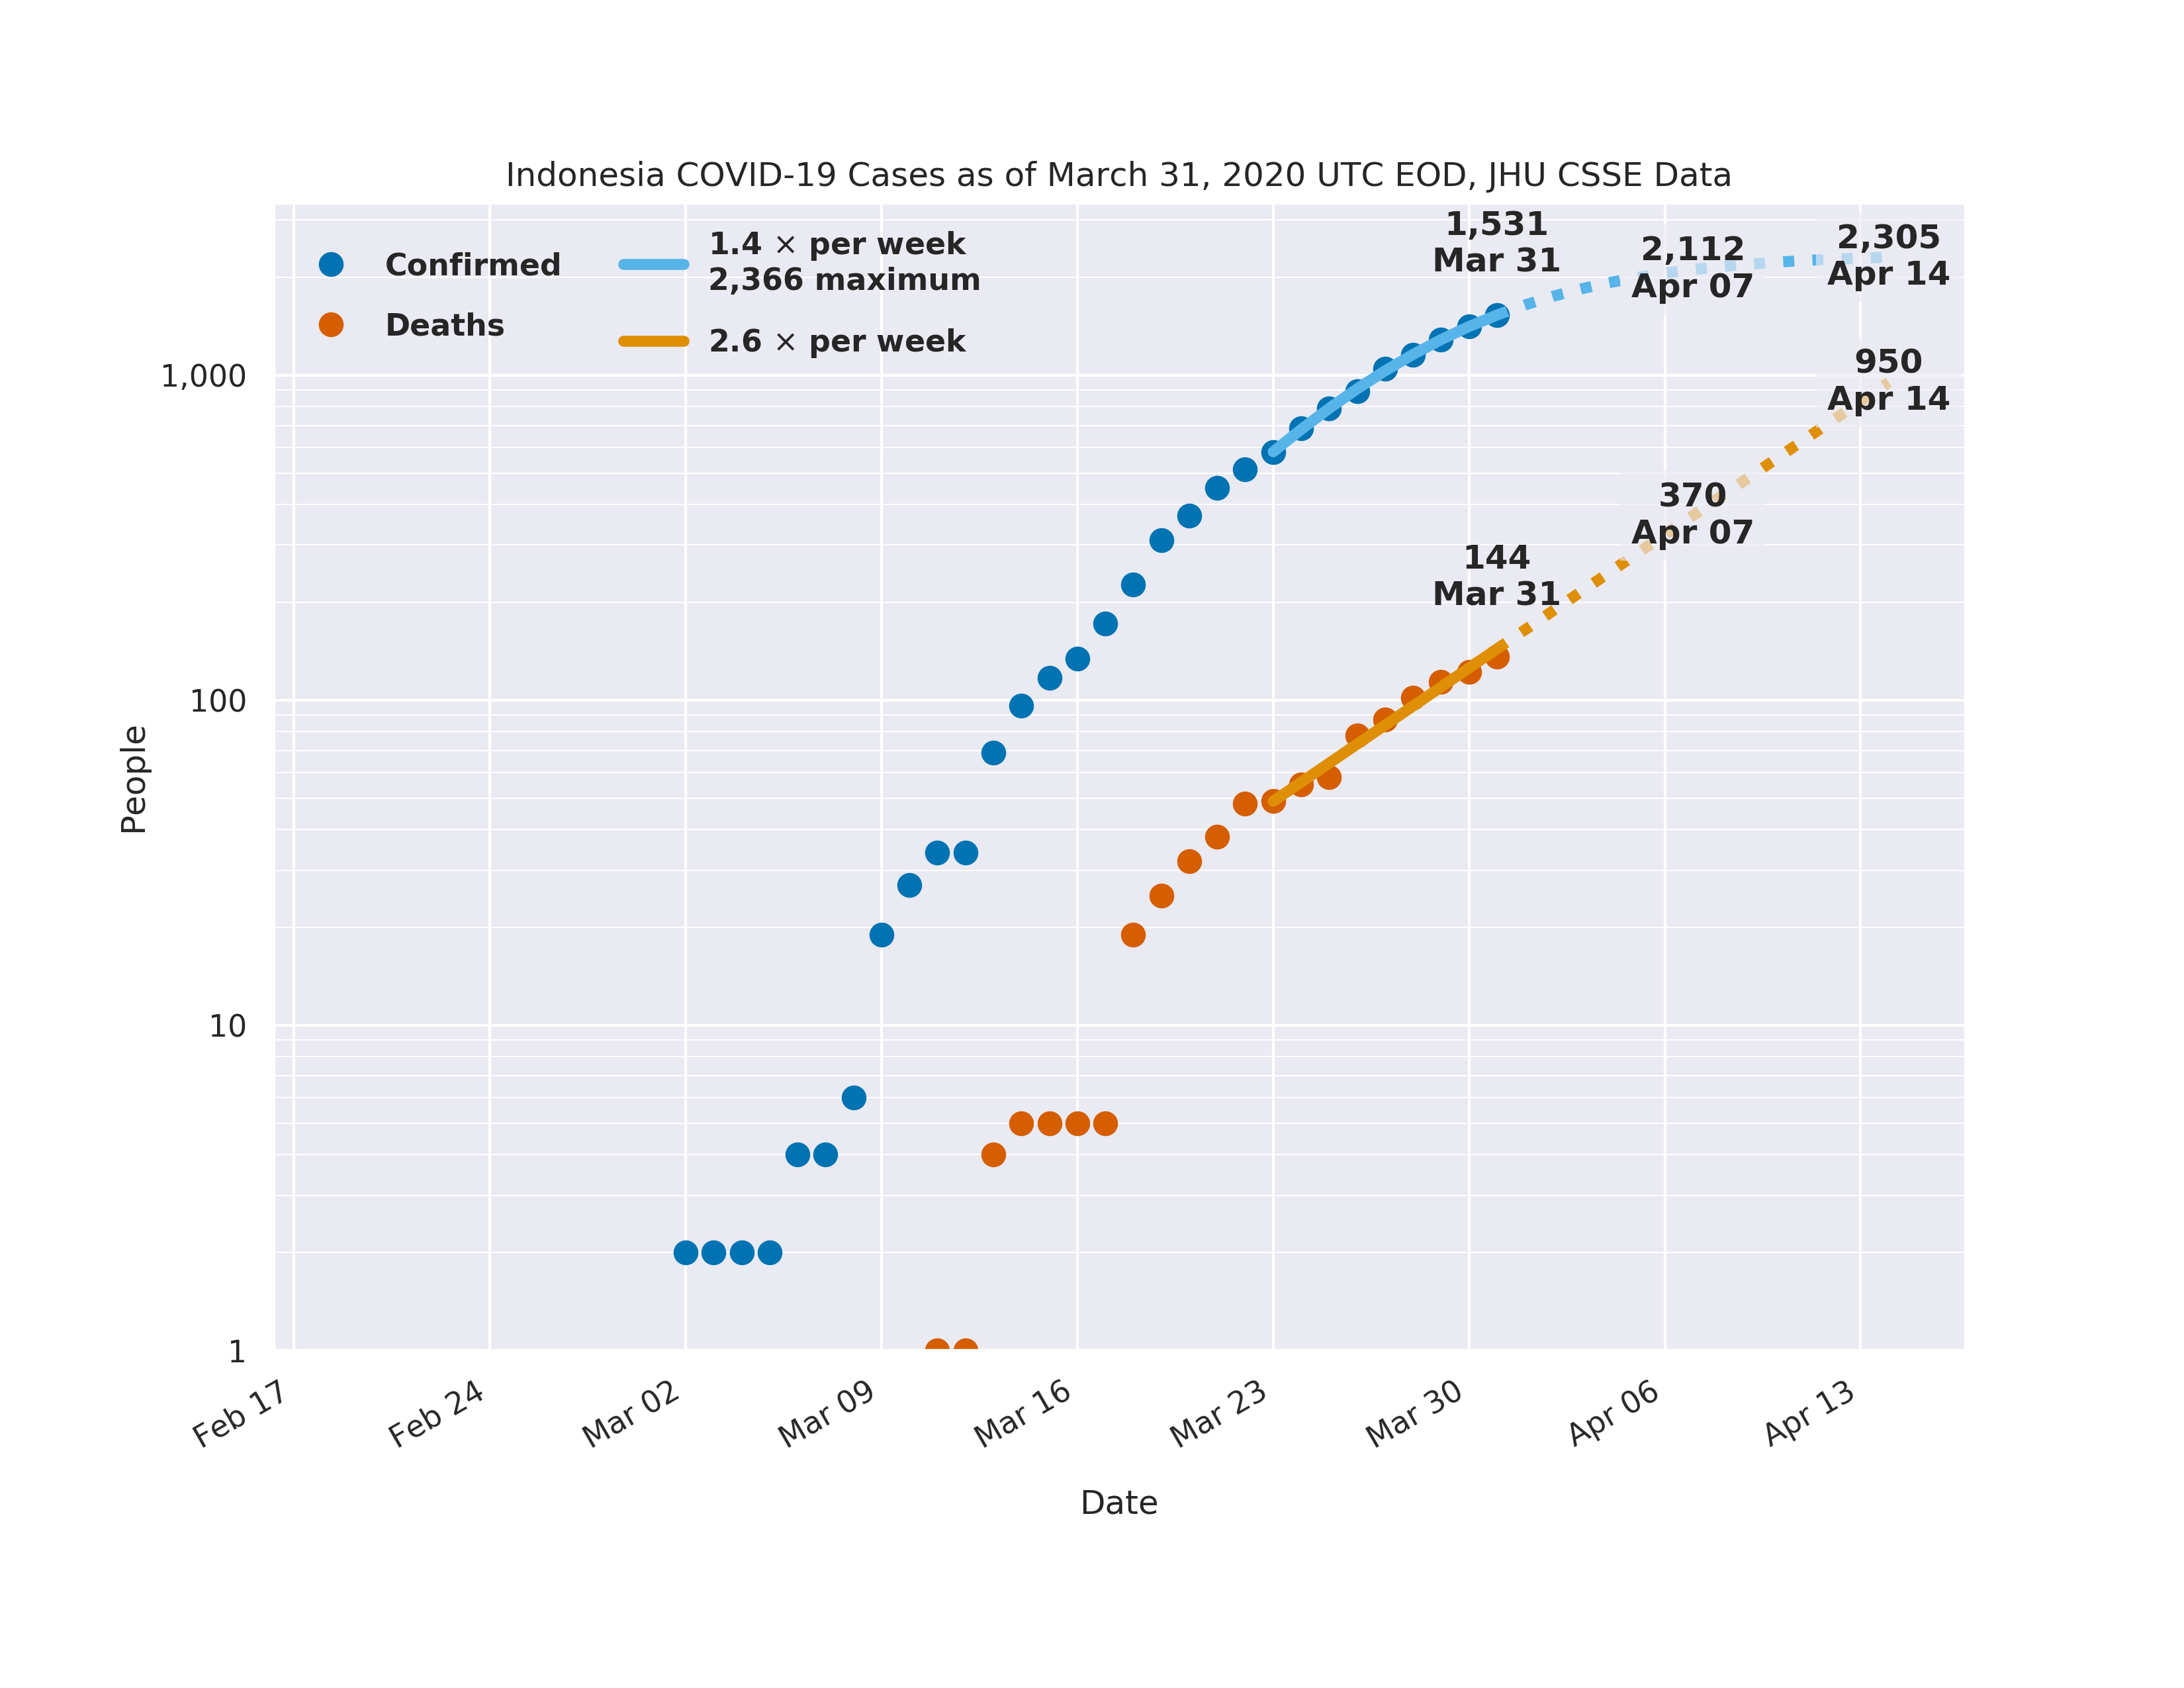 Indonesia COVID-19 Cases as of March 31, 2020 UTC EOD, JHU CSSE Data
Confirmed
Deaths
1.4 × per week
2,366 maximum
2.6 × per week
1,531
Mar 31
2,112
Apr 07
2,305
Apr 14
950
Apr 14
370
Apr 07
144
Mar 31
People
1,000
100
10
1
Feb 17
Feb 24
Mar 02
Mar 09
Mar 16
Mar 23
Mar 30
Apr 06
Apr 13
Date